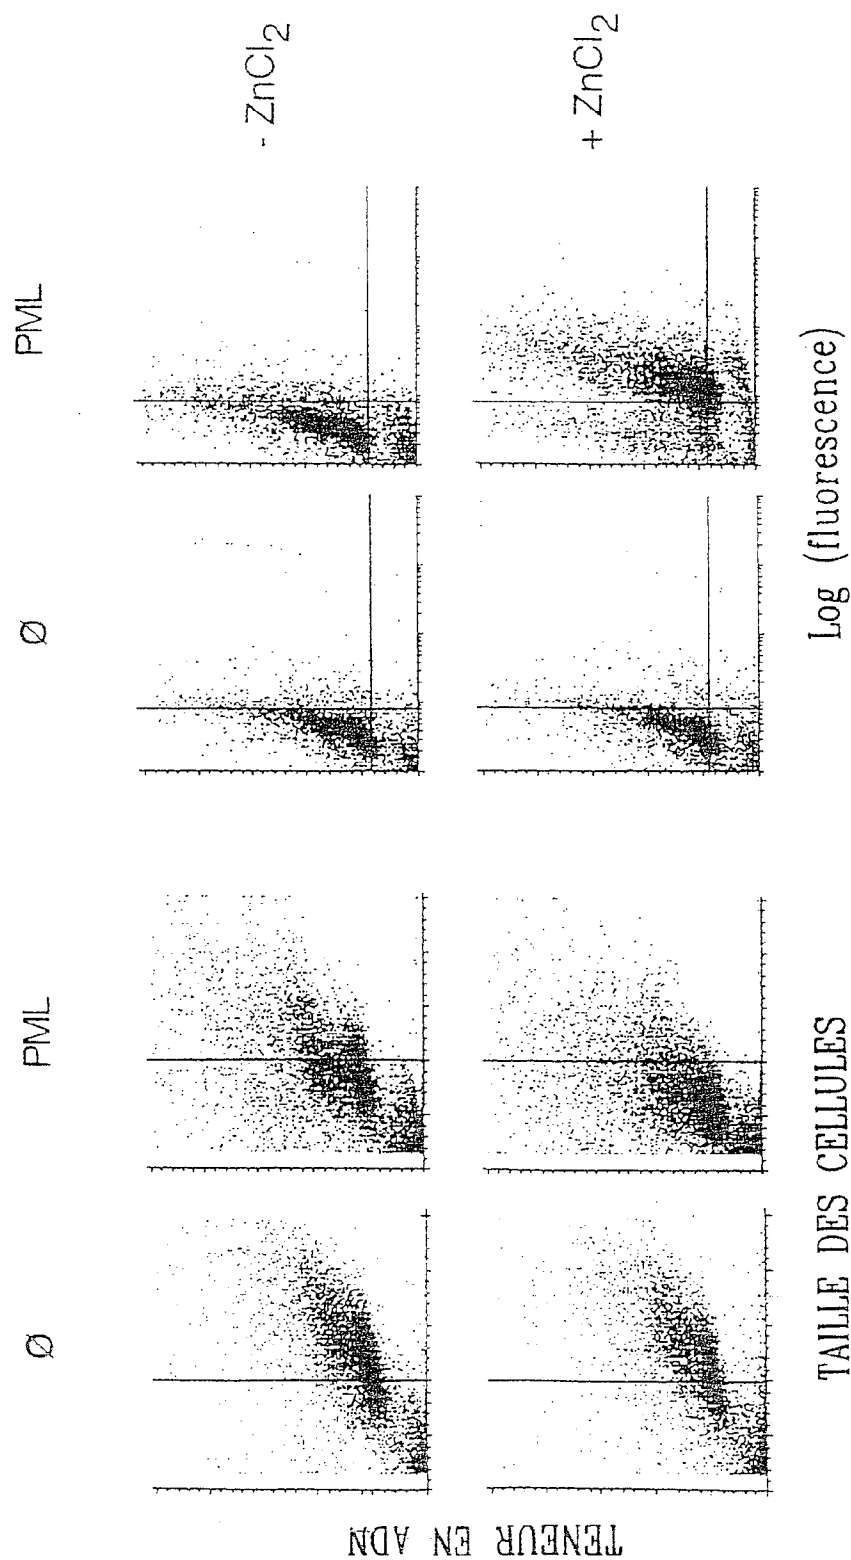 Ø PML Ø PML
- ZnCl2
+ ZnCl2
TENEUR EN ADN
TAILLE DES CELLULES Log (fluorescence)